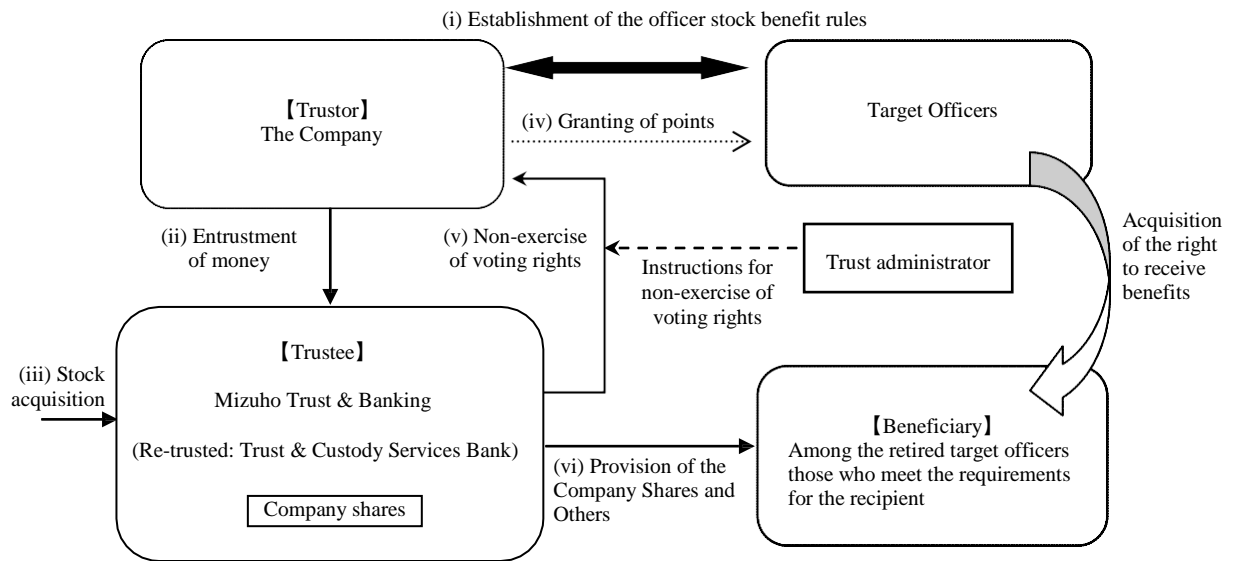 (i) Establishment of the officer stock benefit rules
【Trustor】
The Company
(iv) Granting of points
Target Officers
(ii) Entrustment
of money
(v) Non-exercise
of voting rights
Instructions for
non-exercise of
voting rights
Trust administrator
Acquisition
of the right
to receive
benefits
(iii) Stock
acquisition
【Trustee】
Mizuho Trust & Banking
(Re-trusted: Trust & Custody Services Bank)
Company shares
(vi) Provision of the
Company Shares and
Others
【Beneficiary】
Among the retired target officers
those who meet the requirements
for the recipient